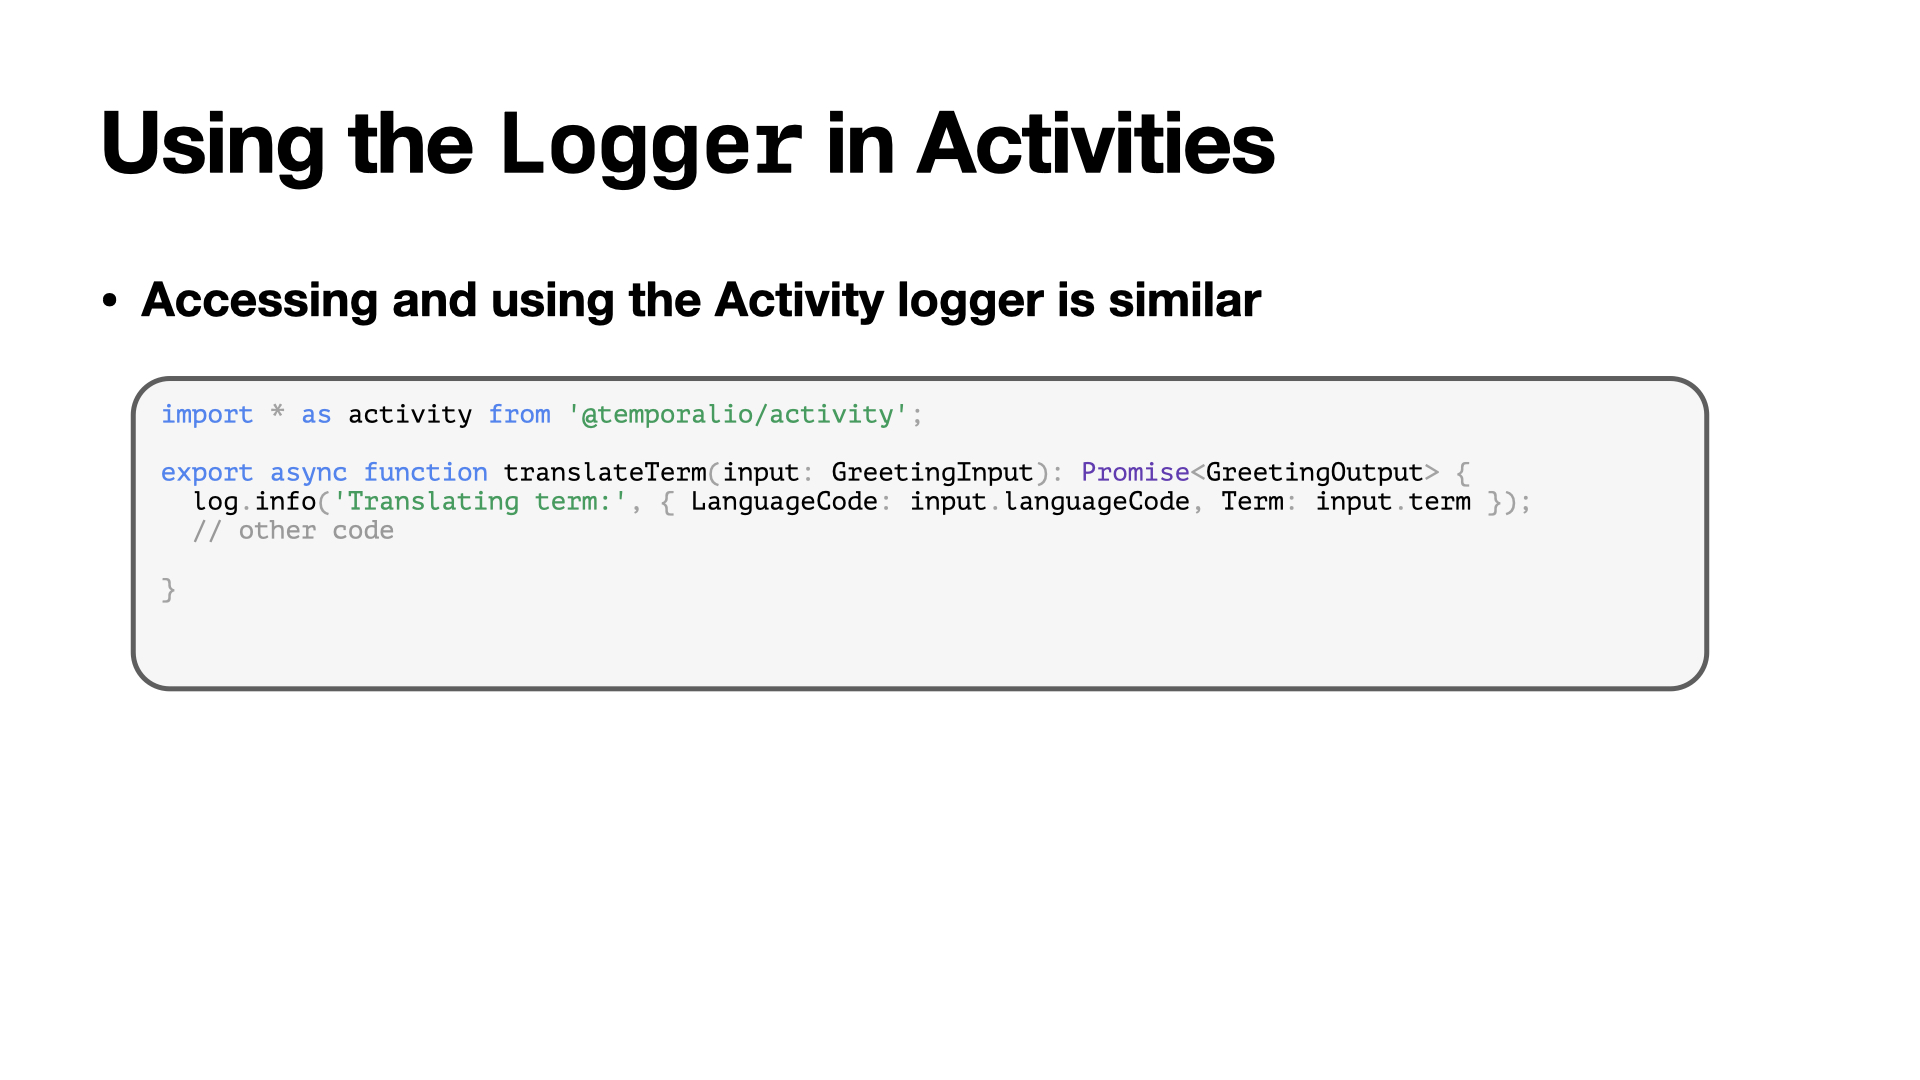 Using the Logger in Activities
• Accessing and using the Activity logger is similar
import * as activity from '@temporalio/activity';
export async function translateTerm(input: GreetingInput): Promise<GreetingOutput> {
  log.info('Translating term:', { LanguageCode: input.languageCode, Term: input.term });
  // other code
}